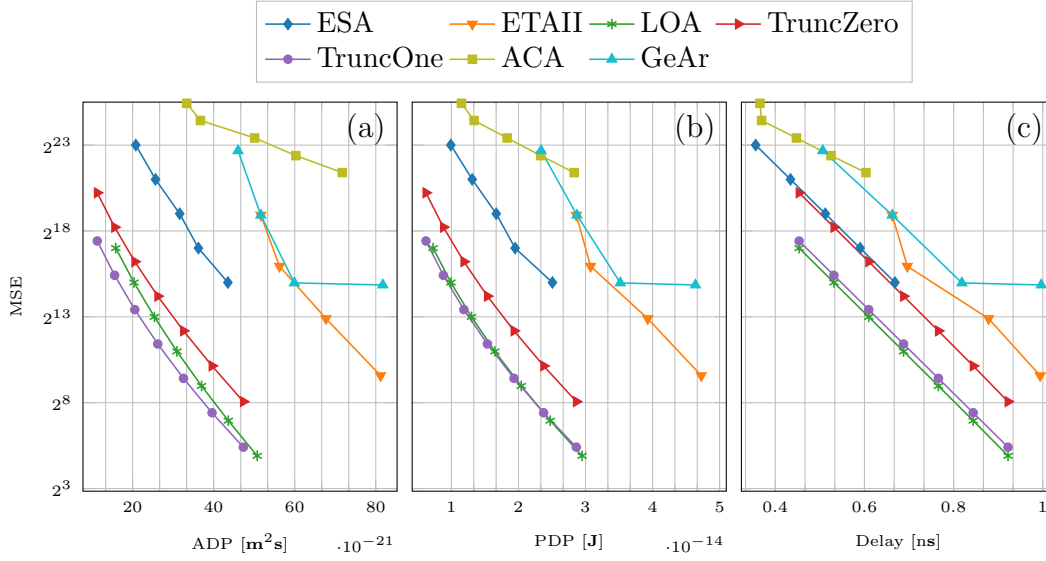 ESA ETAII LOA TruncZero
TruncOne ACA GeAr
(a) (b) (c)
2^23
2^18
2^13
2^8
2^3
MSE
20 40 60 80 1 2 3 4 5 0.4 0.6 0.8 1
ADP [m²s] ·10⁻²¹ PDP [J] ·10⁻¹⁴ Delay [ns]